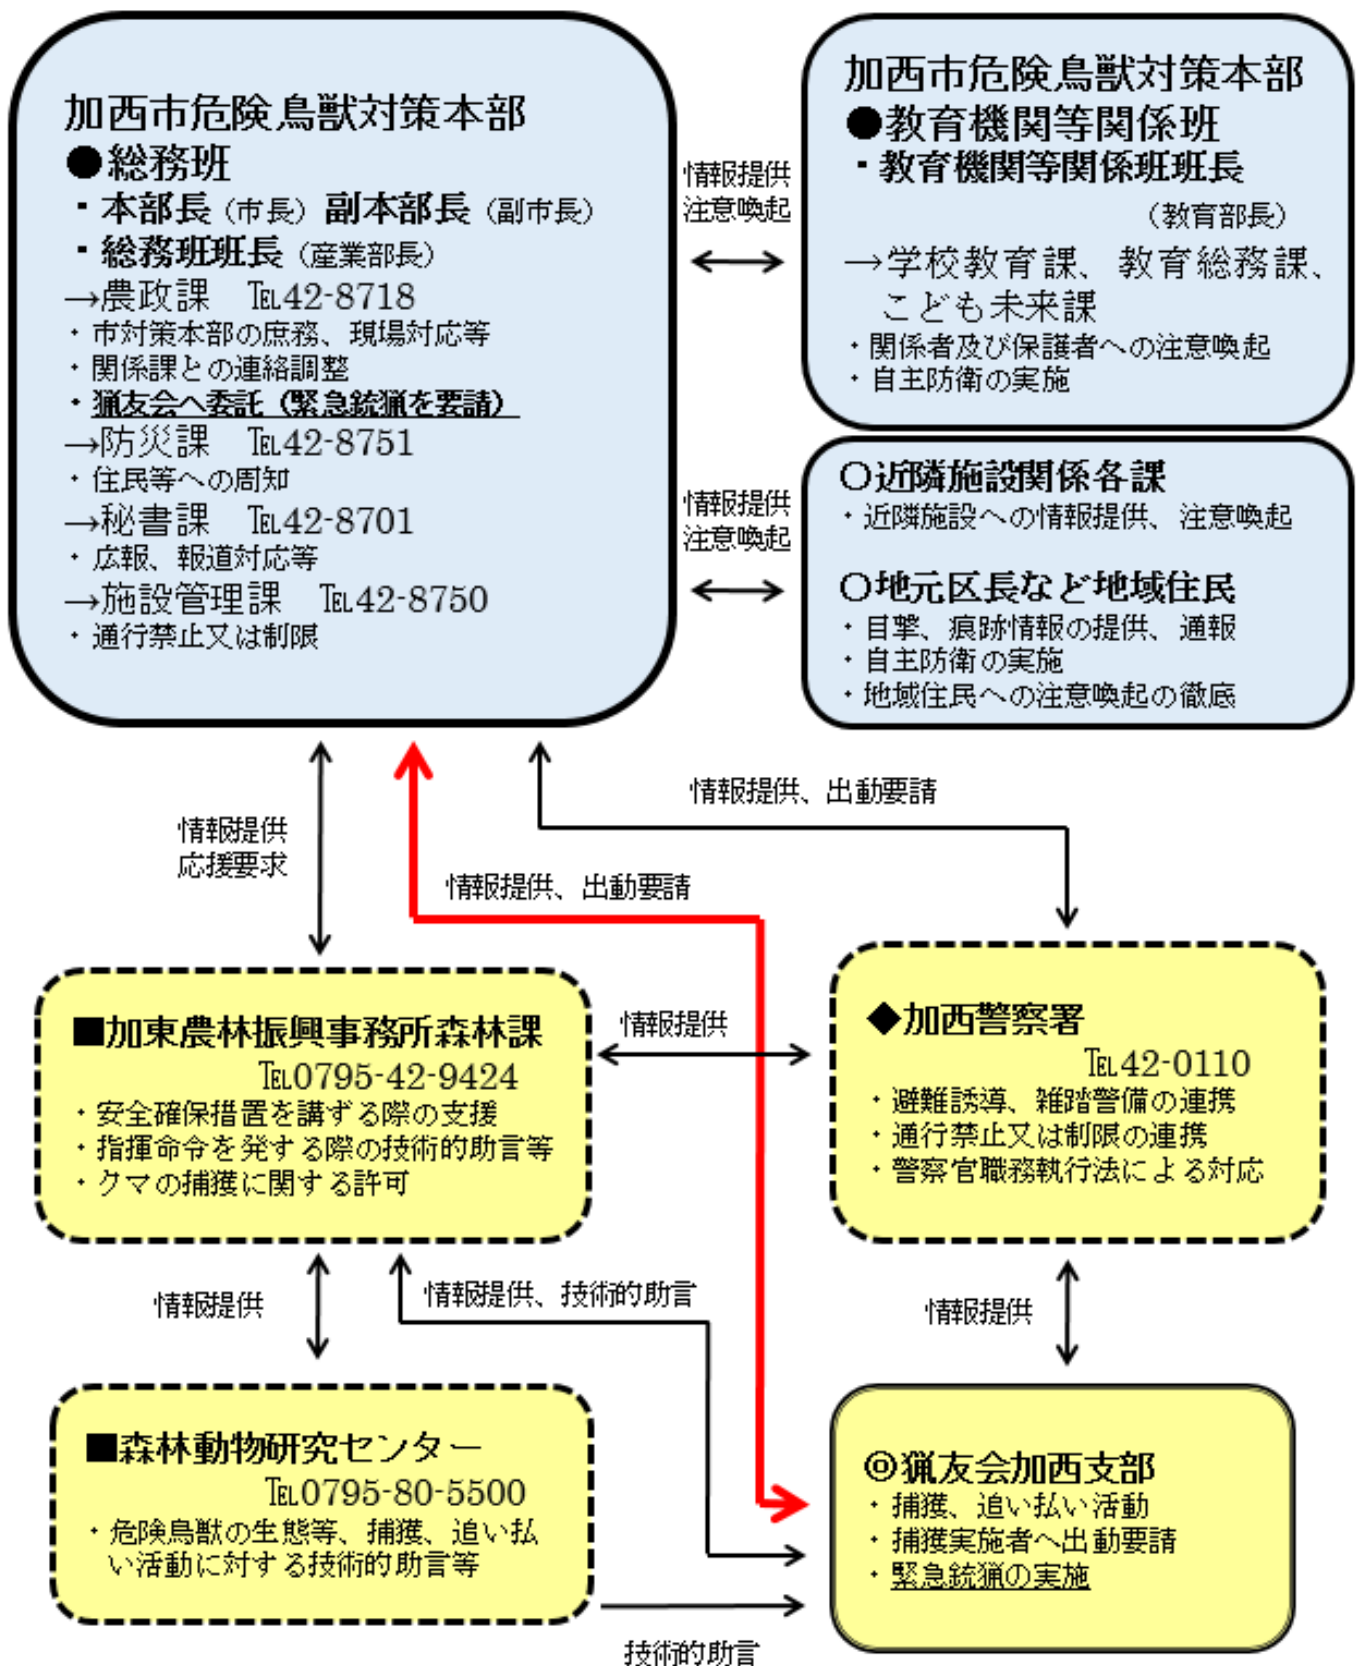 加西市危険鳥獣対策本部
●総務班
・本部長（市長）副本部長（副市長）
・総務班班長（産業部長）
→農政課　℡42-8718
・市対策本部の庶務、現場対応等
・関係課との連絡調整
・猟友会へ委託（緊急銃猟を要請）
→防災課　℡42-8751
・住民等への周知
→秘書課　℡42-8701
・広報、報道対応等
→施設管理課　℡42-8750
・通行禁止又は制限
情報提供
注意喚起
加西市危険鳥獣対策本部
●教育機関等関係班
・教育機関等関係班班長
（教育部長）
→学校教育課、教育総務課、
こども未来課
・関係者及び保護者への注意喚起
・自主防衛の実施
情報提供
注意喚起
○近隣施設関係各課
・近隣施設への情報提供、注意喚起
○地元区長など地域住民
・目撃、痕跡情報の提供、通報
・自主防衛の実施
・地域住民への注意喚起の徹底
情報提供
応援要求
情報提供、出動要請
情報提供、出動要請
■加東農林振興事務所森林課
℡0795-42-9424
・安全確保措置を講ずる際の支援
・指揮命令を発する際の技術的助言等
・クマの捕獲に関する許可
情報提供
◆加西警察署
℡42-0110
・避難誘導、雑踏警備の連携
・通行禁止又は制限の連携
・警察官職務執行法による対応
情報提供
情報提供、技術的助言
情報提供
■森林動物研究センター
℡0795-80-5500
・危険鳥獣の生態等、捕獲、追い払
い活動に対する技術的助言等
◎猟友会加西支部
・捕獲、追い払い活動
・捕獲実施者へ出動要請
・緊急銃猟の実施
技術的助言